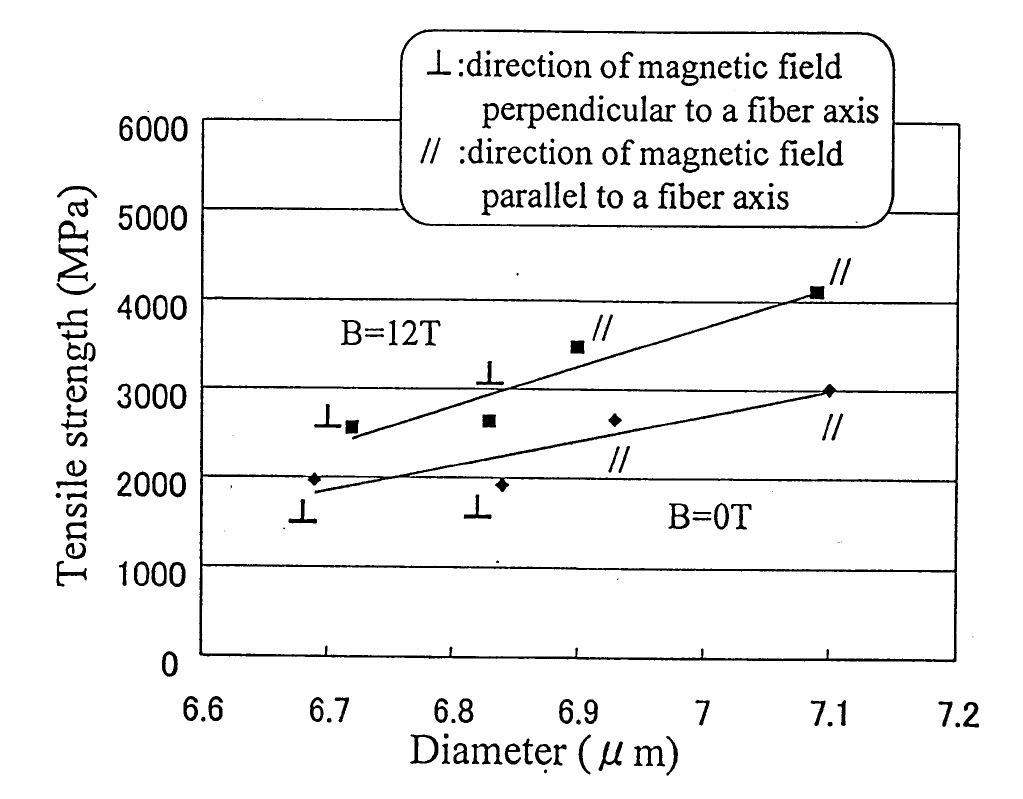 ⊥:direction of magnetic field
perpendicular to a fiber axis
// :direction of magnetic field
parallel to a fiber axis
Tensile strength (MPa)
6000
5000
4000
3000
2000
1000
0
//
B=12T
//
⊥
⊥
//
//
⊥
⊥
B=0T
6.6 6.7 6.8 6.9 7 7.1 7.2
Diameter (μm)